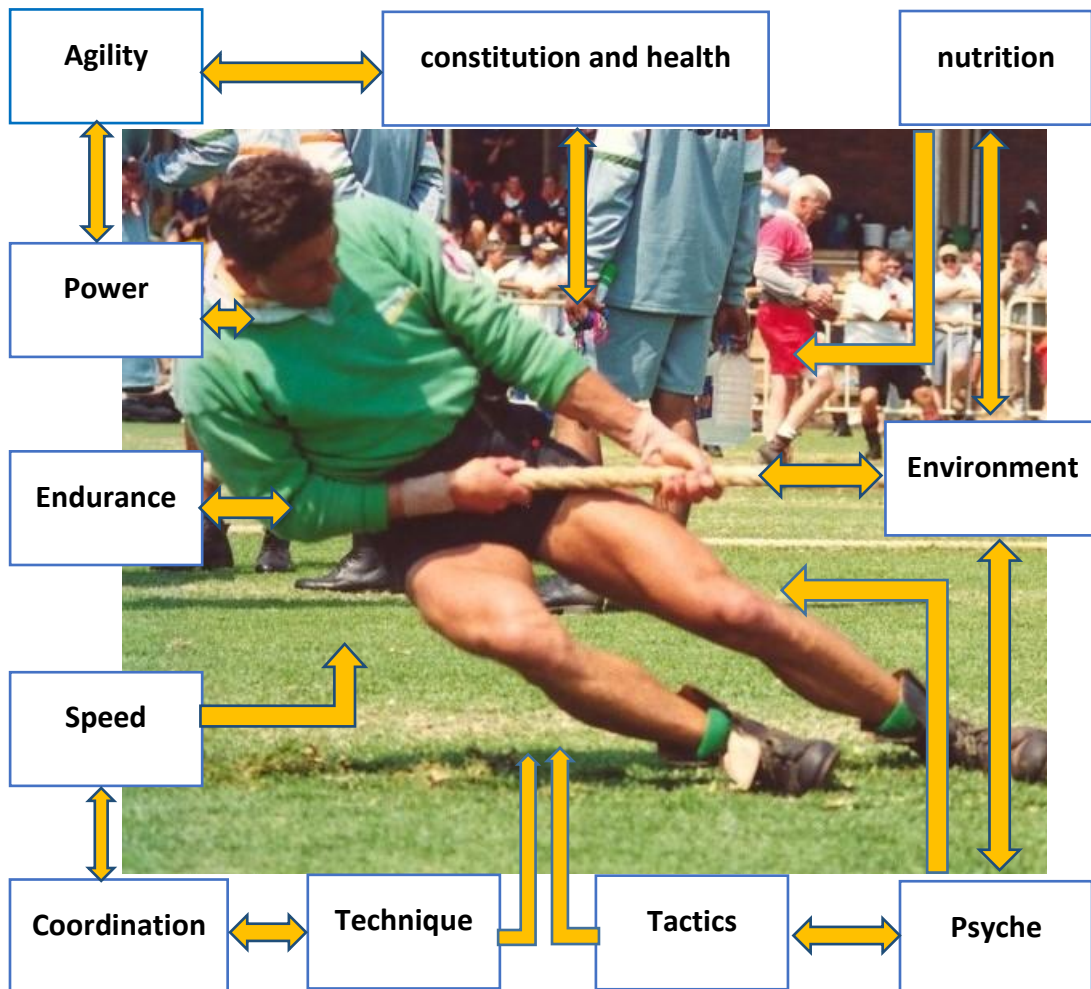 Agility
constitution and health
nutrition
Power
Endurance
Environment
Speed
Coordination
Technique
Tactics
Psyche